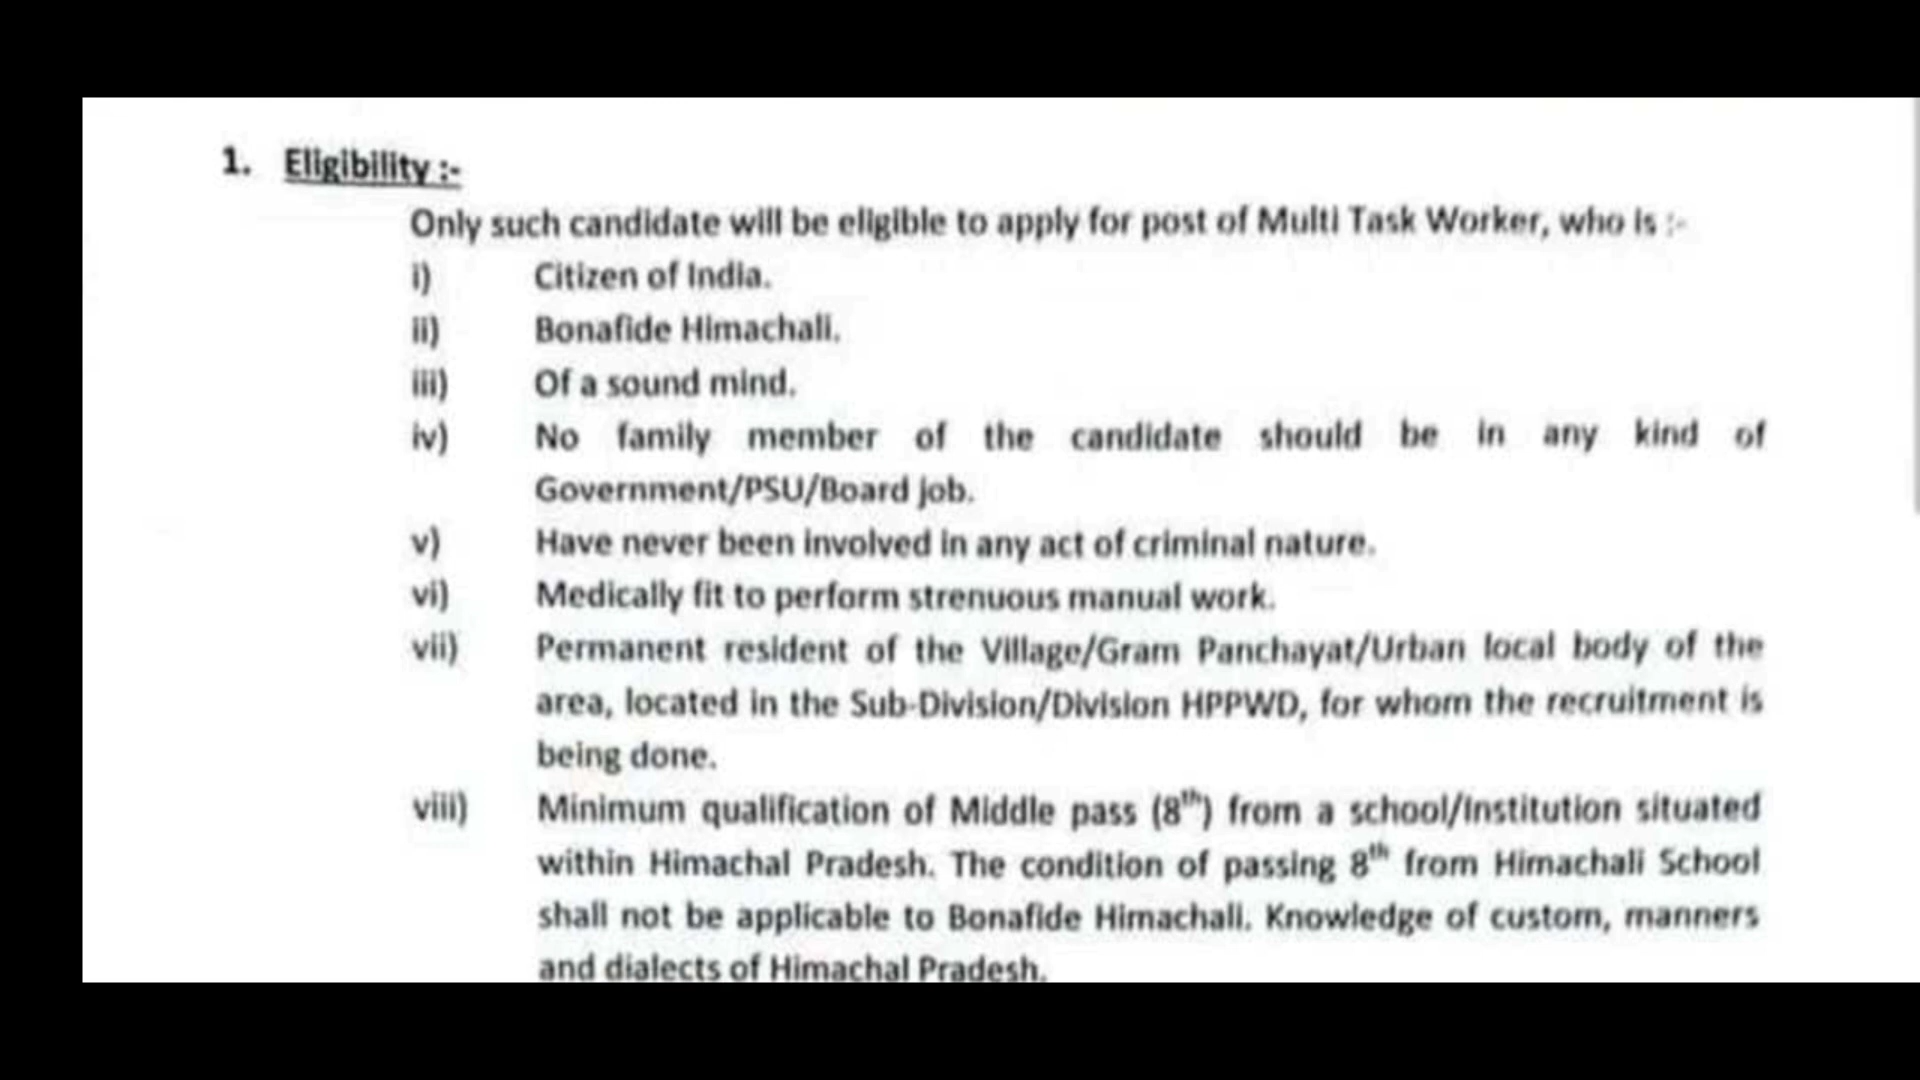 1. Eligibility :-
Only such candidate will be eligible to apply for post of Multi Task Worker, who is :-
i) Citizen of India.
ii) Bonafide Himachali.
iii) Of a sound mind.
iv) No family member of the candidate should be in any kind of
Government/PSU/Board job.
v) Have never been involved in any act of criminal nature.
vi) Medically fit to perform strenuous manual work.
vii) Permanent resident of the Village/Gram Panchayat/Urban local body of the
area, located in the Sub-Division/Division HPPWD, for whom the recruitment is
being done.
viii) Minimum qualification of Middle pass (8th) from a school/Institution situated
within Himachal Pradesh. The condition of passing 8th from Himachali School
shall not be applicable to Bonafide Himachali. Knowledge of custom, manners
and dialects of Himachal Pradesh.